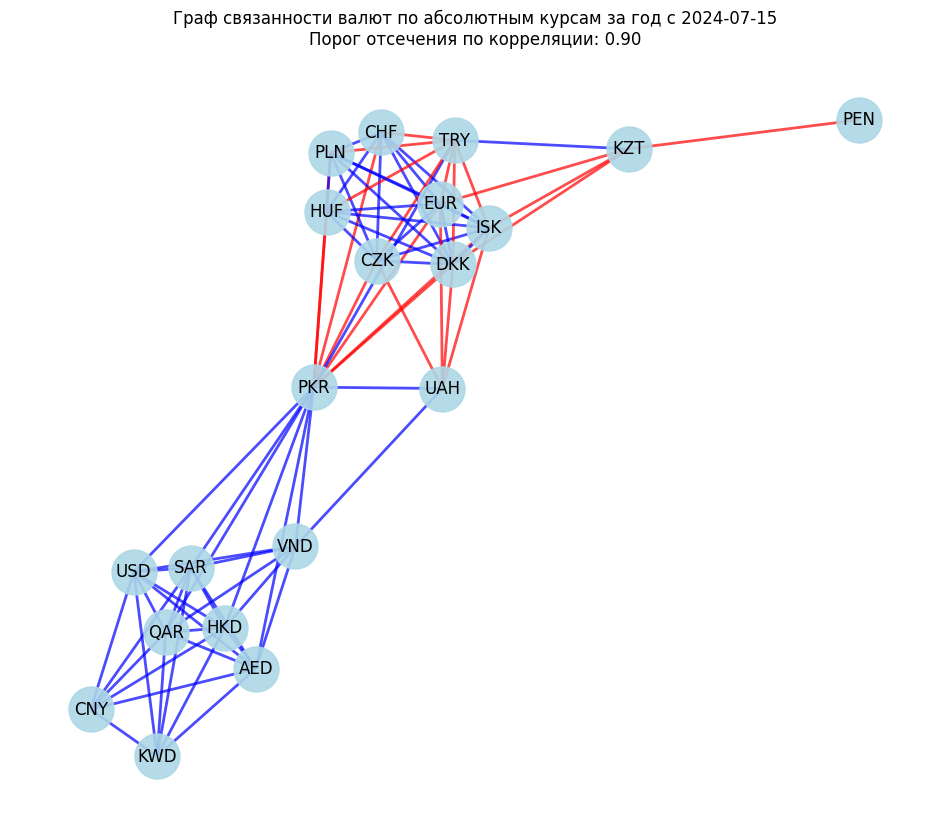 Граф связанности валют по абсолютным курсам за год с 2024-07-15
Порог отсечения по корреляции: 0.90
PEN
CHF
TRY
KZT
PLN
EUR
HUF
ISK
CZK
DKK
PKR
UAH
VND
USD
SAR
QAR
HKD
AED
CNY
KWD